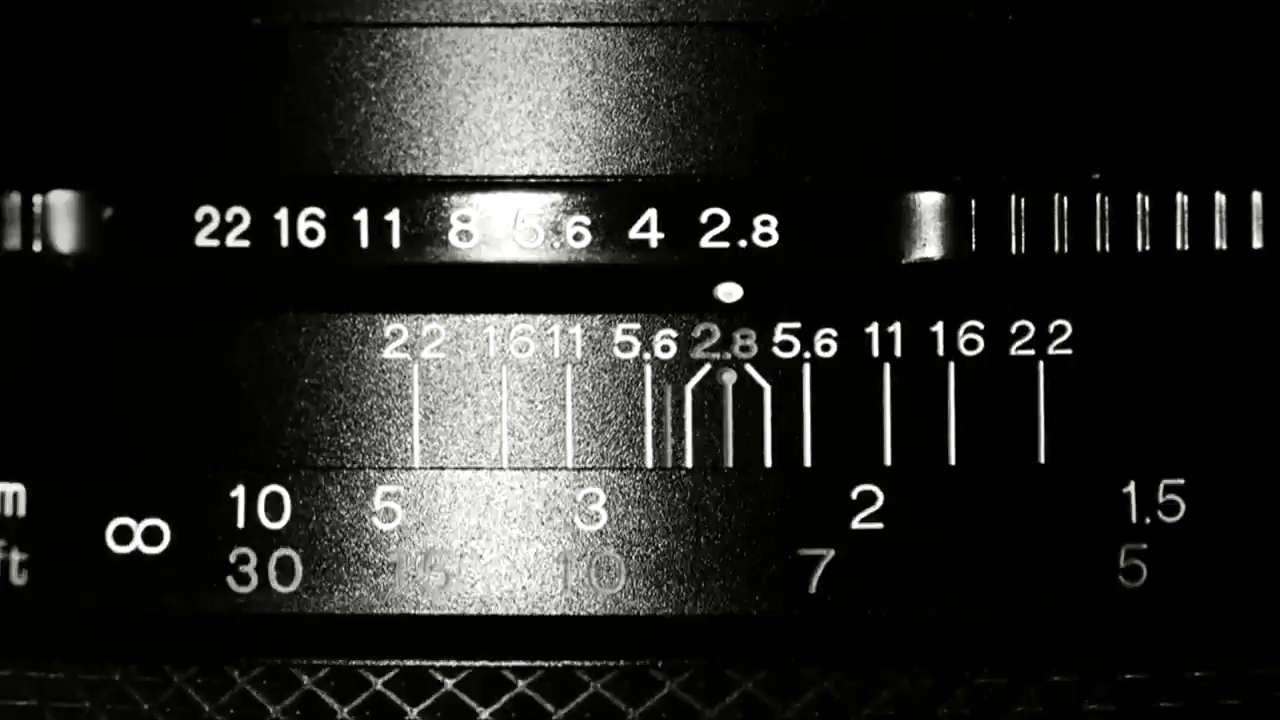 22 16 11 8 5.6 4 2.8
22 16 11 5.6 2.8 5.6 11 16 22
m ∞ 10 5 3 2 1.5
ft 30 15 10 7 5